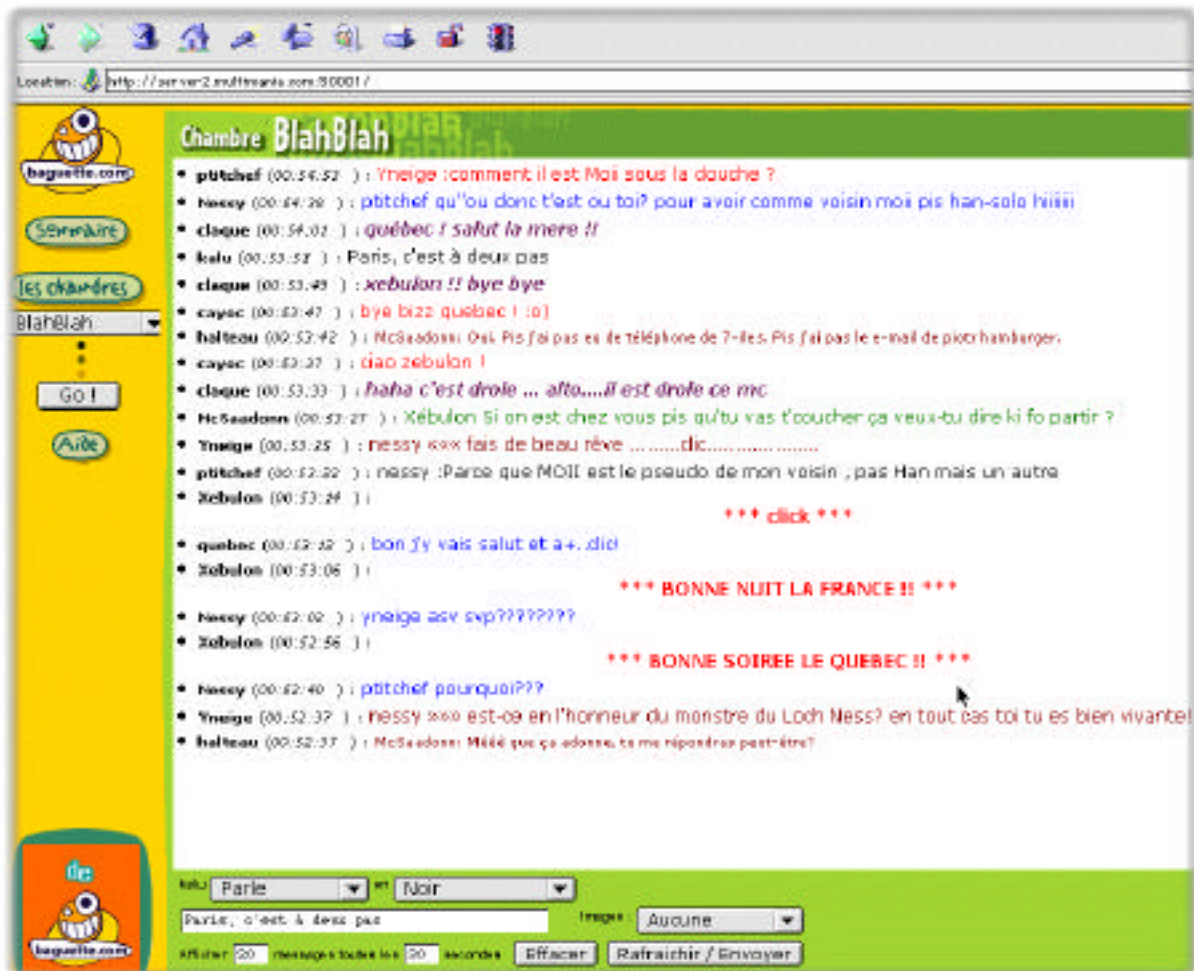 Location: http://server2.multimania.com:80001/
baguette.com
Chambre BlahBlah
Sommaire
les chambres
BlahBlah
Go !
Aide
ptitchef (00:54:53 ) : Yneige :comment il est Moii sous la douche ?
Nessy (00:54:38 ) : ptitchef qu''ou donc t'est ou toi? pour avoir comme voisin moii pis han-solo hiiiii
claque (00:54:02 ) : québec ! salut la mere !!
kalu (00:53:58 ) : Paris, c'est à deux pas
claque (00:53:49 ) : xebulon !! bye bye
cayec (00:53:47 ) : bye bizz quebec ! :o)
halteau (00:53:42 ) : McSaadonn: Oui. Pis j'ai pas eu de téléphone de 7-iles. Pis j'ai pas le e-mail de piotr hamburger.
cayec (00:53:37 ) : ciao zebulon !
claque (00:53:33 ) : haha c'est drole ... alto....il est drole ce mc
McSaadonn (00:53:27 ) : Xébulon Si on est chez vous pis qu'tu vas t'coucher ça veux-tu dire ki fo partir ?
Yneige (00:53:25 ) : nessy ««« fais de beau rêve .........clic.....................
ptitchef (00:53:22 ) : nessy :Parce que MOII est le pseudo de mon voisin , pas Han mais un autre
Xebulon (00:53:14 ) :
*** click ***
quebec (00:53:13 ) : bon j'y vais salut et a+..clic!
Xebulon (00:53:06 ) :
*** BONNE NUIT LA FRANCE !! ***
Nessy (00:53:02 ) : yneige asv svp????????
Xebulon (00:52:56 ) :
*** BONNE SOIREE LE QUEBEC !! ***
Nessy (00:52:40 ) : ptitchef pourquoi???
Yneige (00:52:37 ) : nessy »»» est-ce en l'honneur du monstre du Loch Ness? en tout cas toi tu es bien vivante!
halteau (00:52:37 ) : McSaadonn: Mééé que ça adonne, tu me répondras peut-être?
de
baguette.com
kalu Parle en Noir
Paris, c'est à deux pas Images : Aucune
Afficher 20 messages toutes les 30 secondes Effacer Rafraichir / Envoyer